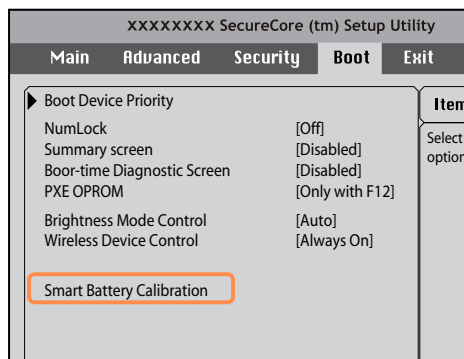 xxxxxxxx SecureCore (tm) Setup Utility
Main Advanced Security Boot Exit
Boot Device Priority
NumLock [Off]
Summary screen [Disabled]
Boor-time Diagnostic Screen [Disabled]
PXE OPROM [Only with F12]
Brightness Mode Control [Auto]
Wireless Device Control [Always On]
Smart Battery Calibration
Item
Select
option